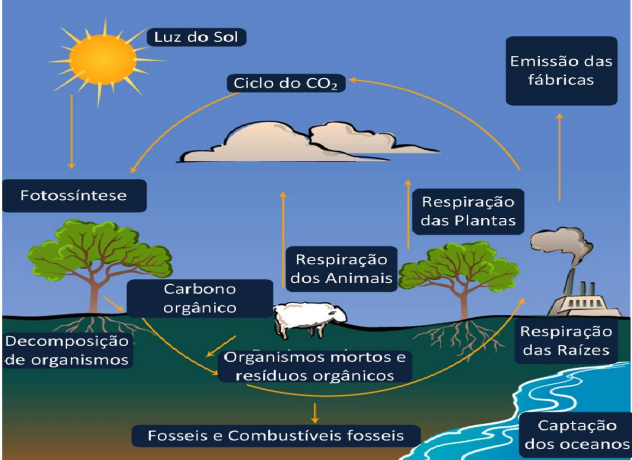 Luz do Sol
Emissão das
fábricas
Ciclo do CO₂
Fotossíntese
Respiração
das Plantas
Respiração
dos Animais
Carbono
orgânico
Decomposição
de organismos
Organismos mortos e
resíduos orgânicos
Respiração
das Raízes
Fosseis e Combustíveis fosseis
Captação
dos oceanos